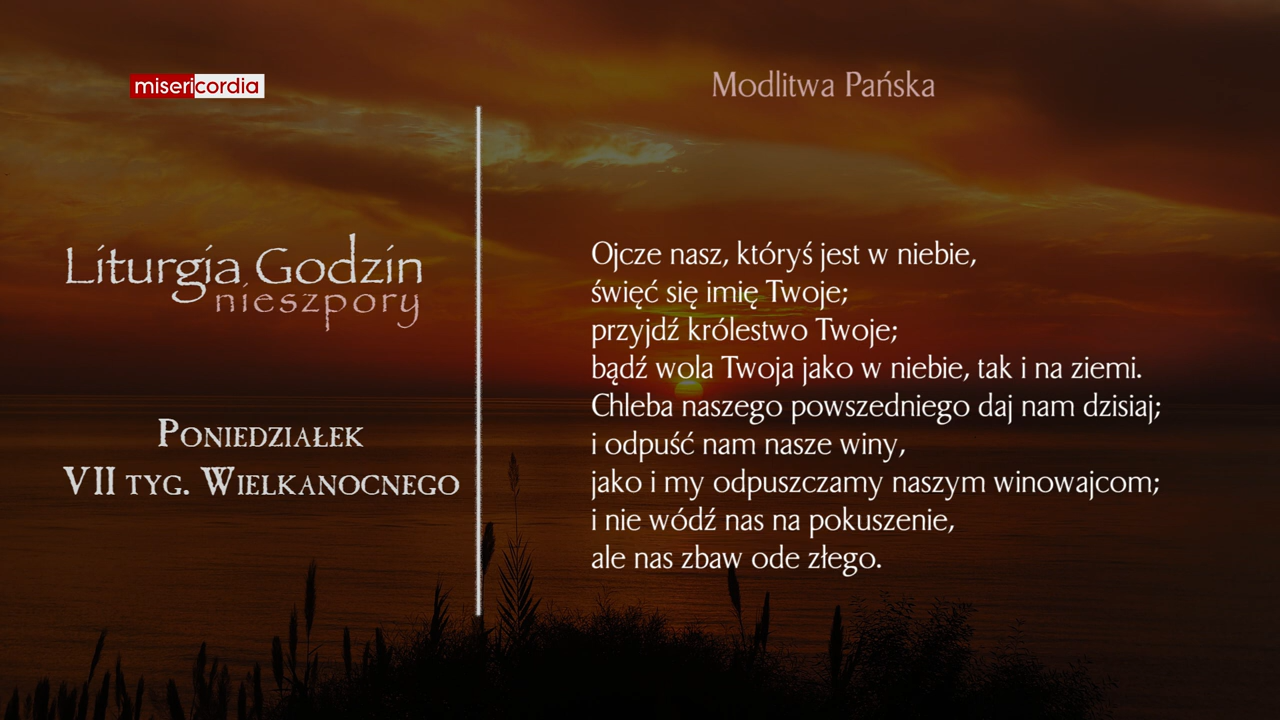 misericordia
Liturgia Godzin
nieszpory
Poniedziałek
VII tyg. Wielkanocnego
Modlitwa Pańska
Ojcze nasz, któryś jest w niebie,
święć się imię Twoje;
przyjdź królestwo Twoje;
bądź wola Twoja jako w niebie, tak i na ziemi.
Chleba naszego powszedniego daj nam dzisiaj;
i odpuść nam nasze winy,
jako i my odpuszczamy naszym winowajcom;
i nie wódź nas na pokuszenie,
ale nas zbaw ode złego.